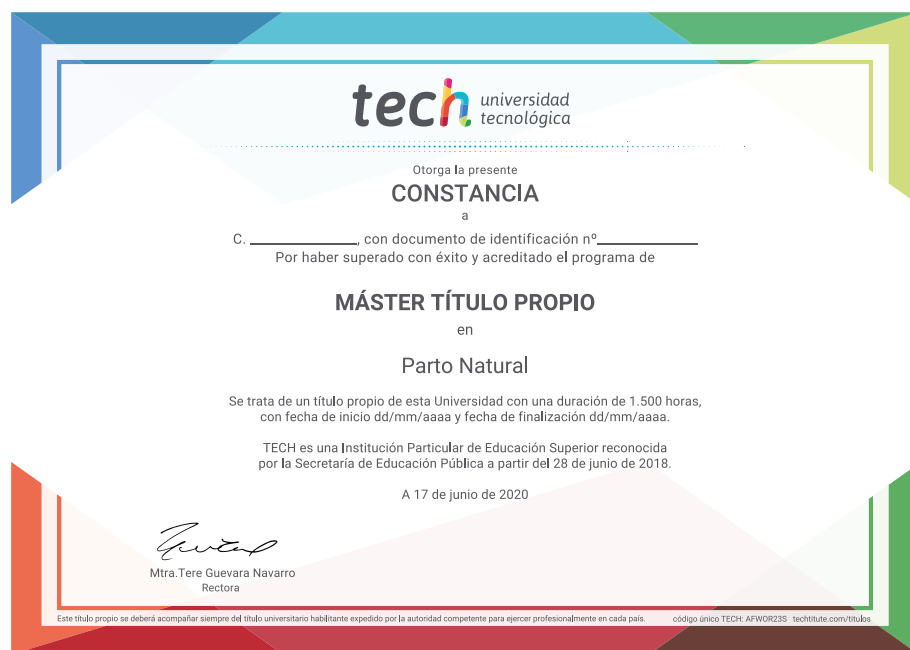 tech universidad
tecnológica
Otorga la presente
CONSTANCIA
a
C. ____________, con documento de identificación nº____________
Por haber superado con éxito y acreditado el programa de
MÁSTER TÍTULO PROPIO
en
Parto Natural
Se trata de un título propio de esta Universidad con una duración de 1.500 horas,
con fecha de inicio dd/mm/aaaa y fecha de finalización dd/mm/aaaa.
TECH es una Institución Particular de Educación Superior reconocida
por la Secretaría de Educación Pública a partir del 28 de junio de 2018.
A 17 de junio de 2020
Mtra.Tere Guevara Navarro
Rectora
Este título propio se deberá acompañar siempre del título universitario habilitante expedido por la autoridad competente para ejercer profesionalmente en cada país. código único TECH: AFWOR23S techtitute.com/titulos